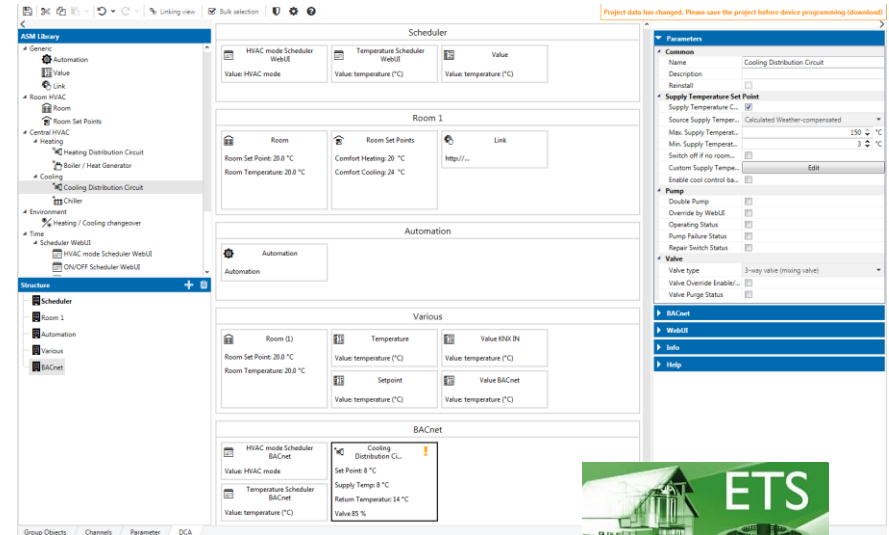 Linking view
Bulk selection
Project data has changed. Please save the project before device programming (download)
ASM Library
Generic
Automation
Value
Link
Room HVAC
Room
Room Set Points
Central HVAC
Heating
Heating Distribution Circuit
Boiler / Heat Generator
Cooling
Cooling Distribution Circuit
Chiller
Environment
Heating / Cooling changeover
Time
Scheduler WebUI
HVAC mode Scheduler WebUI
ON/OFF Scheduler WebUI
Structure
Scheduler
Room 1
Automation
Various
BACnet
Scheduler
HVAC mode Scheduler
WebUI
Value: HVAC mode
Temperature Scheduler
WebUI
Value: temperature (°C)
Value
Value: temperature (°C)
Room 1
Room
Room Set Point: 20.0 °C
Room Temperature: 20.0 °C
Room Set Points
Comfort Heating: 20 °C
Comfort Cooling: 24 °C
Link
http://...
Automation
Automation
Automation
Various
Room (1)
Room Set Point: 20.0 °C
Room Temperature: 20.0 °C
Temperature
Value: temperature (°C)
Value KNX IN
Value: temperature (°C)
Setpoint
Value: temperature (°C)
Value BACnet
Value: temperature (°C)
BACnet
HVAC mode Scheduler
BACnet
Value: HVAC mode
Temperature Scheduler
BACnet
Value: temperature (°C)
Cooling
Distribution Ci...
Set Point: 8 °C
Supply Temp: 8 °C
Return Temperatur: 14 °C
Valve 85 %
Parameters
Common
Name Cooling Distribution Circuit
Description
Reinstall
Supply Temperature Set Point
Supply Temperature C...
Source Supply Temper... Calculated Weather-compensated
Max. Supply Temperat... 150 °C
Min. Supply Temperat... 3 °C
Switch off if no room...
Custom Supply Tempe... Edit
Enable cool control ba...
Pump
Double Pump
Override by WebUI
Operating Status
Pump Failure Status
Repair Switch Status
Valve
Valve type 3-way valve (mixing valve)
Valve Override Enable/...
Valve Purge Status
BACnet
WebUI
Info
Help
ETS
Group Objects Channels Parameter DCA